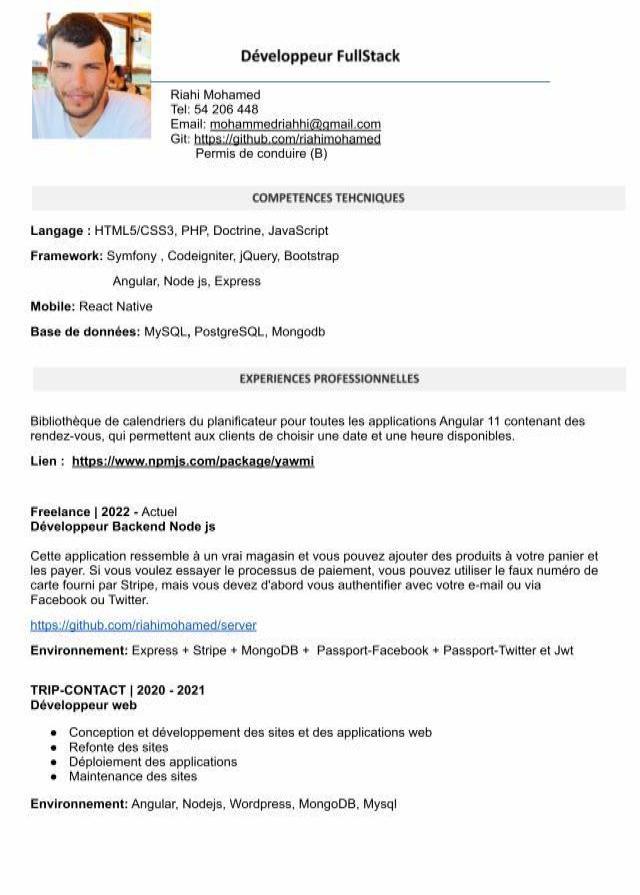 Développeur FullStack
Riahi Mohamed
Tel: 54 206 448
Email: mohammedriahhi@gmail.com
Git: https://github.com/riahimohamed
Permis de conduire (B)
COMPETENCES TEHCNIQUES
Langage : HTML5/CSS3, PHP, Doctrine, JavaScript
Framework: Symfony , Codeigniter, jQuery, Bootstrap
Angular, Node js, Express
Mobile: React Native
Base de données: MySQL, PostgreSQL, Mongodb
EXPERIENCES PROFESSIONNELLES
Bibliothèque de calendriers du planificateur pour toutes les applications Angular 11 contenant des
rendez-vous, qui permettent aux clients de choisir une date et une heure disponibles.
Lien : https://www.npmjs.com/package/yawmi
Freelance | 2022 - Actuel
Développeur Backend Node js
Cette application ressemble à un vrai magasin et vous pouvez ajouter des produits à votre panier et
les payer. Si vous voulez essayer le processus de paiement, vous pouvez utiliser le faux numéro de
carte fourni par Stripe, mais vous devez d'abord vous authentifier avec votre e-mail ou via
Facebook ou Twitter.
https://github.com/riahimohamed/server
Environnement: Express + Stripe + MongoDB + Passport-Facebook + Passport-Twitter et Jwt
TRIP-CONTACT | 2020 - 2021
Développeur web
● Conception et développement des sites et des applications web
● Refonte des sites
● Déploiement des applications
● Maintenance des sites
Environnement: Angular, Nodejs, Wordpress, MongoDB, Mysql